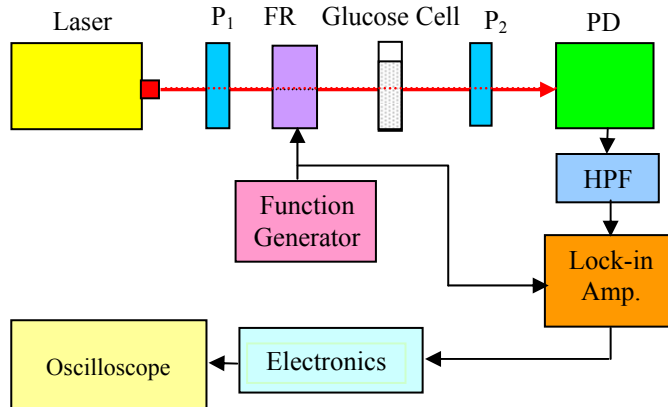 Laser
P₁
FR
Glucose Cell
P₂
PD
HPF
Function
Generator
Lock-in
Amp.
Oscilloscope
Electronics